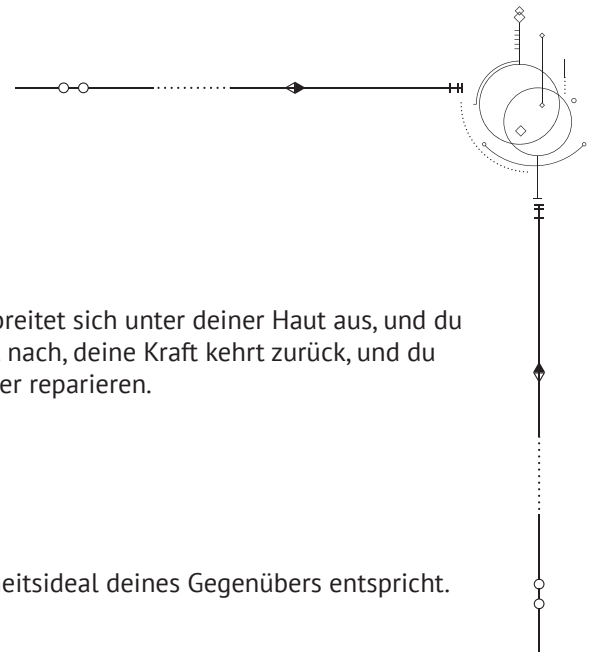 breitet sich unter deiner Haut aus, und du
nach, deine Kraft kehrt zurück, und du
er reparieren.
eitsideal deines Gegenübers entspricht.